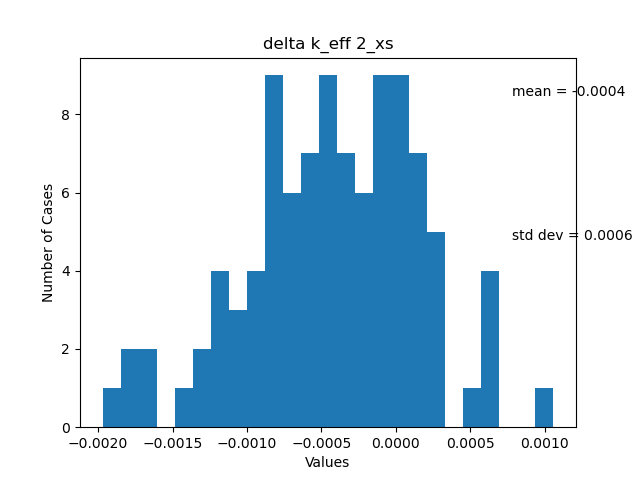 delta k_eff 2_xs
mean = -0.0004
std dev = 0.0006
Number of Cases
8
6
4
2
0
−0.0020 −0.0015 −0.0010 −0.0005 0.0000 0.0005 0.0010
Values